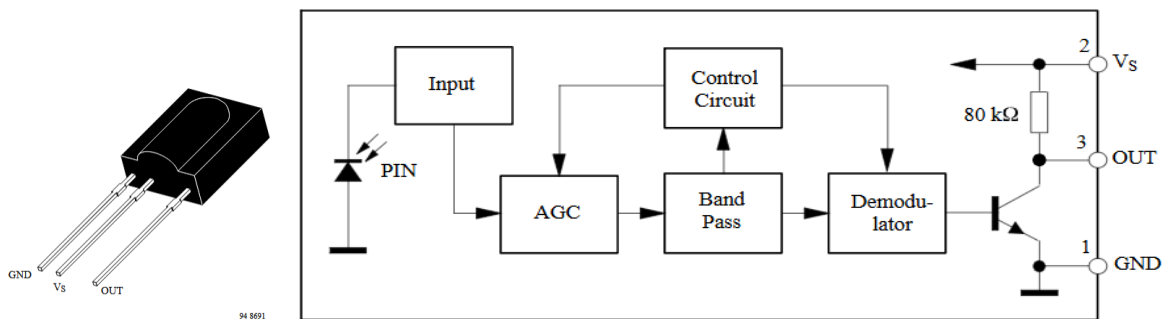 GND
VS
OUT
94 8691
Input
PIN
AGC
Control
Circuit
Band
Pass
Demodu-
lator
80 kΩ
2
VS
3
OUT
1
GND